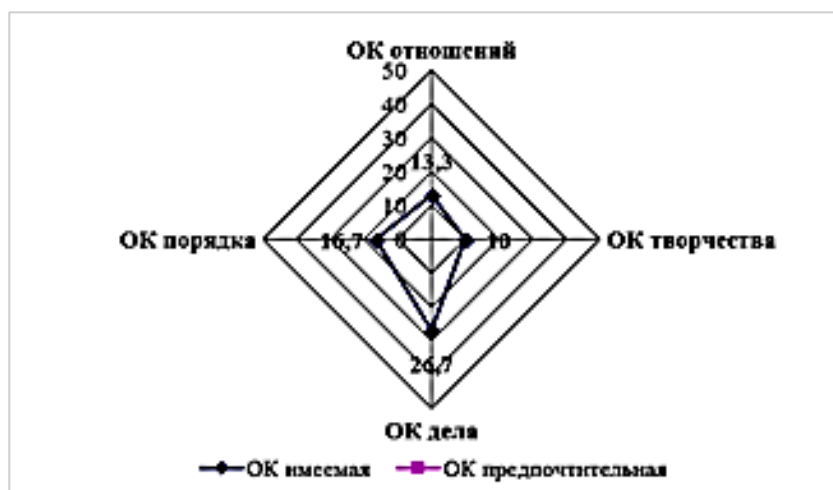 ОК отношений
50
40
30
20
13,3
10
ОК порядка
16,7
0
10
ОК творчества
26,7
ОК дела
ОК имеемая
ОК предпочтительная